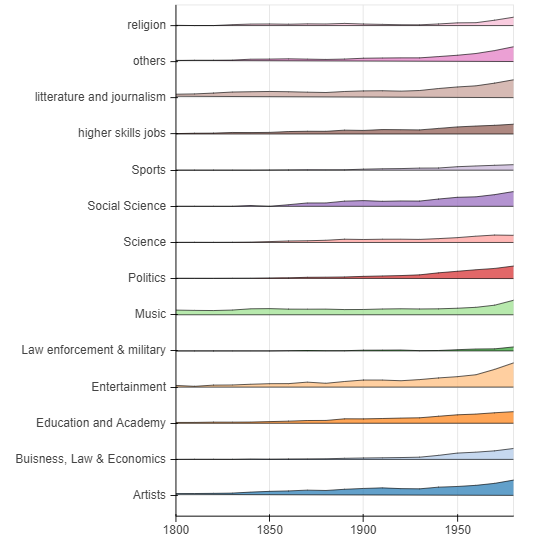 religion
others
litterature and journalism
higher skills jobs
Sports
Social Science
Science
Politics
Music
Law enforcement & military
Entertainment
Education and Academy
Buisness, Law & Economics
Artists
1800 1850 1900 1950